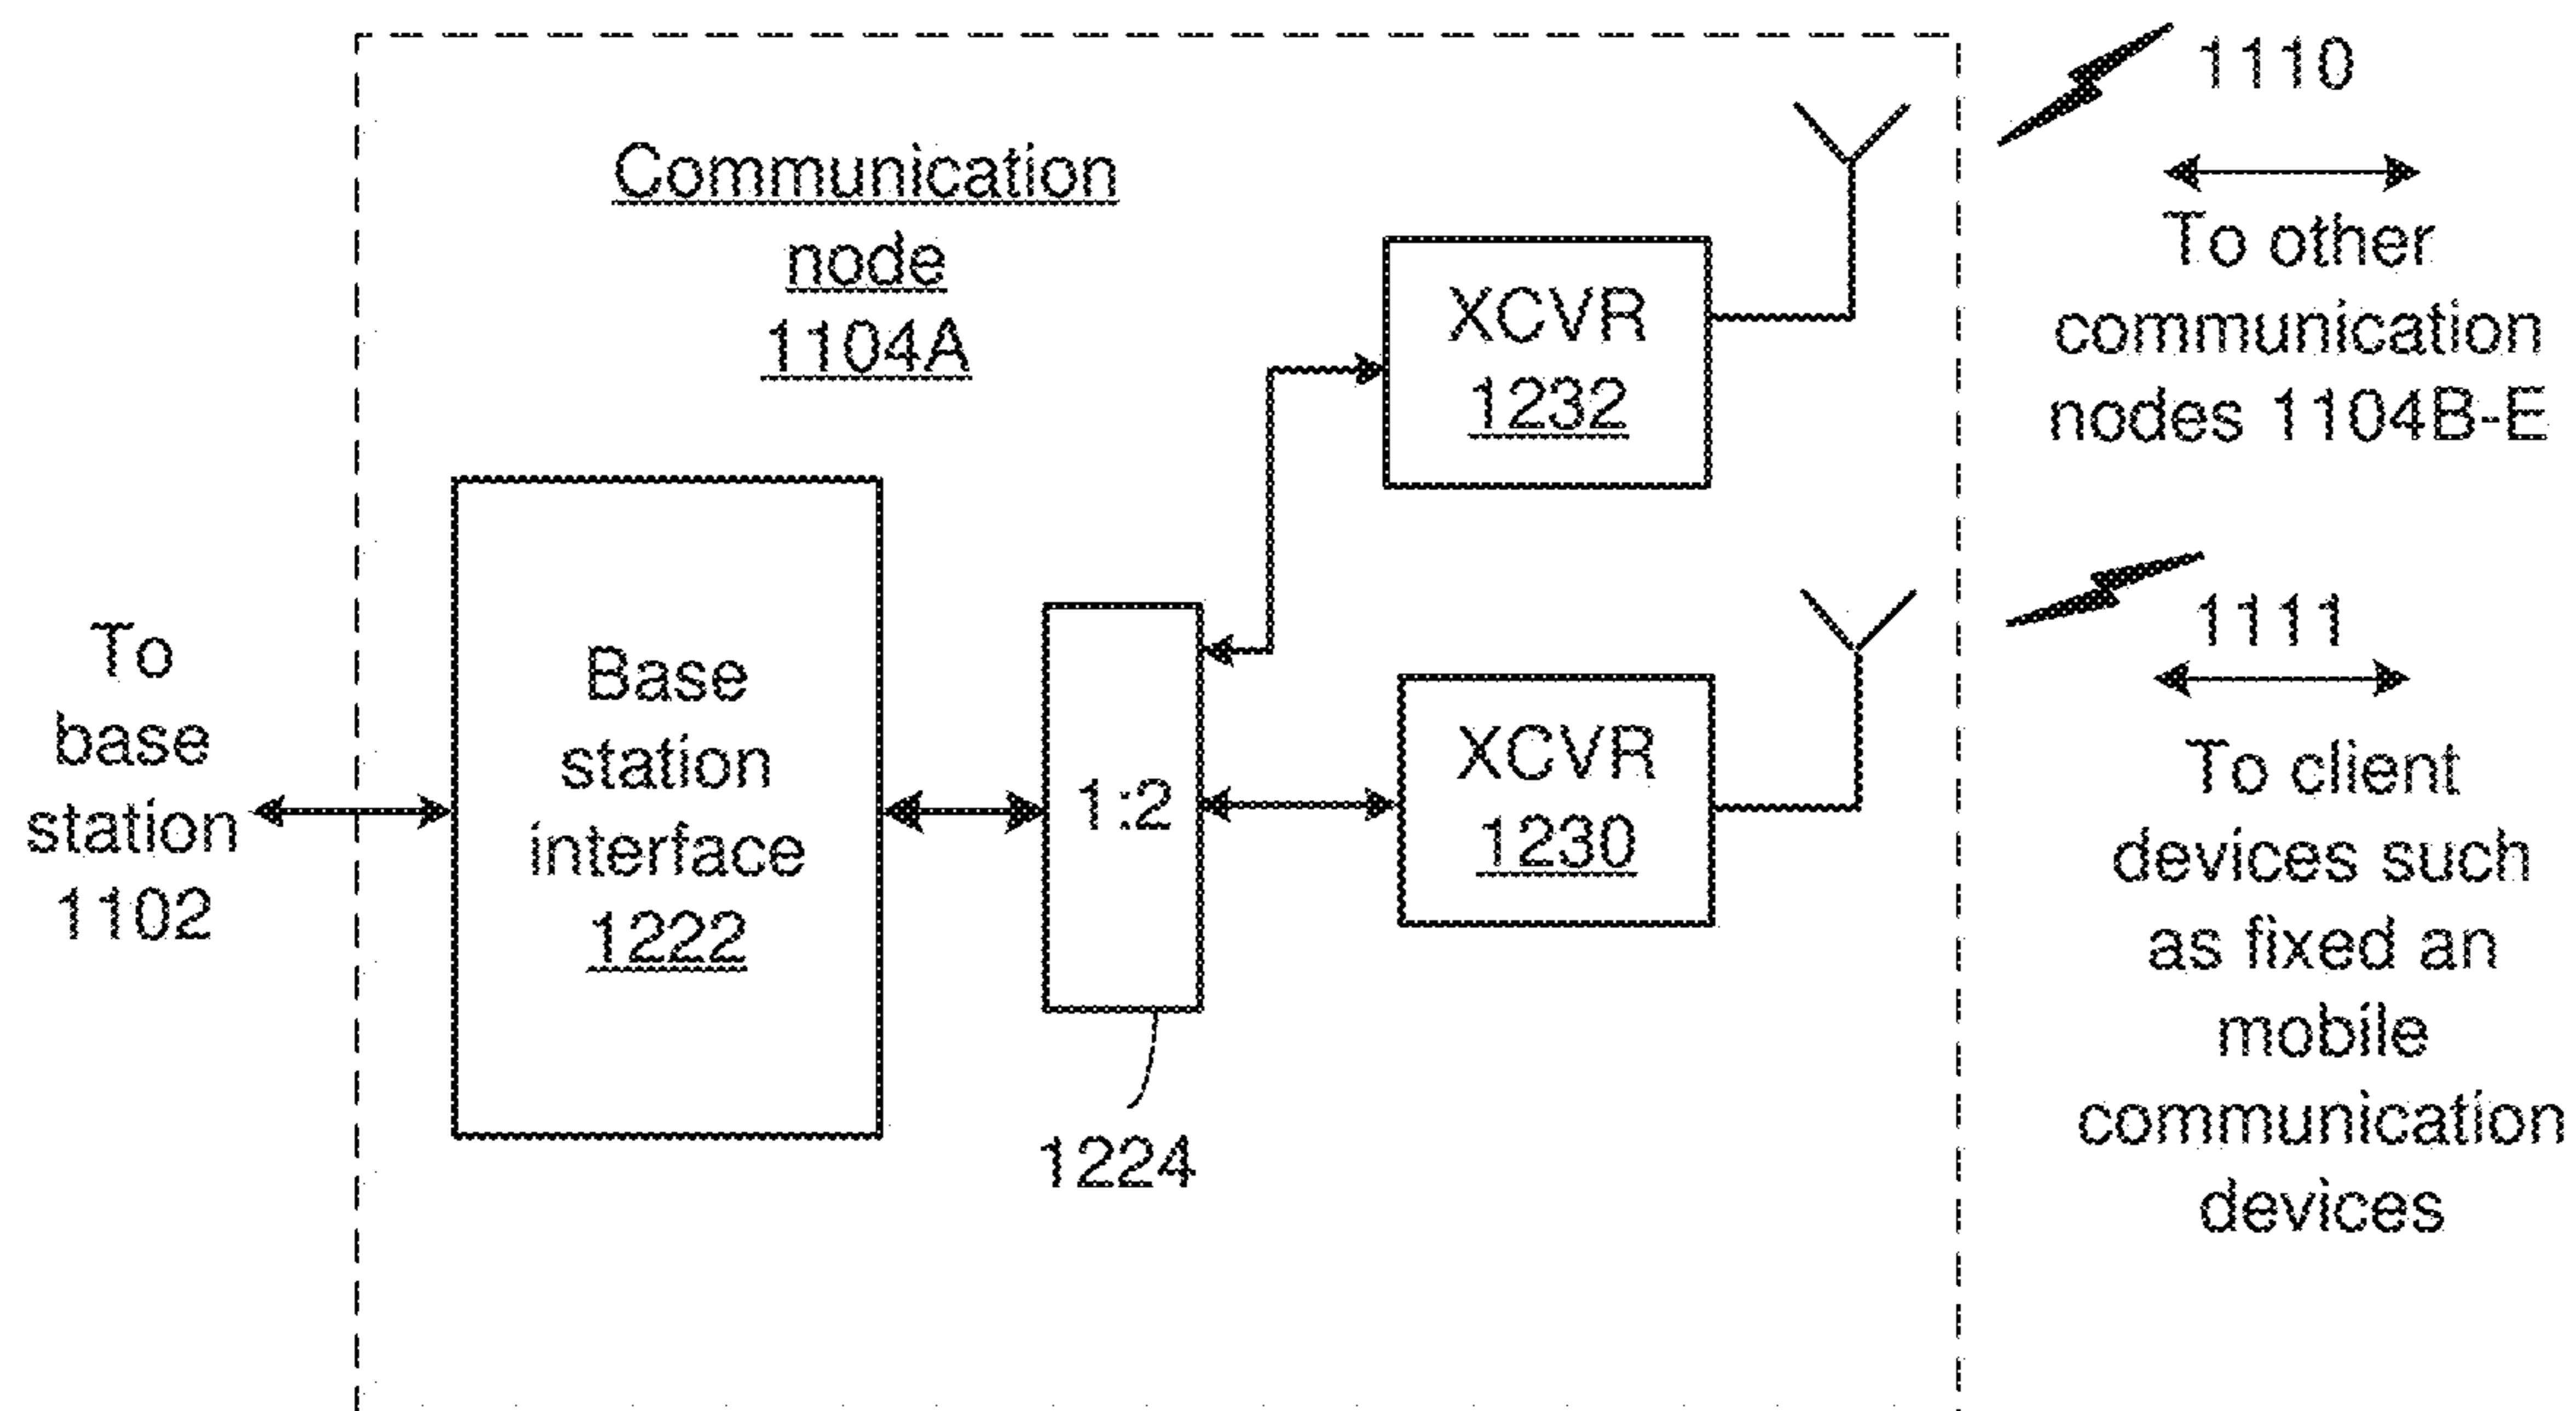 Communication
node
1104A
To
base
station
1102
Base
station
interface
1222
1:2
1224
XCVR
1232
XCVR
1230
1110
To other
communication
nodes 1104B-E
1111
To client
devices such
as fixed an
mobile
communication
devices